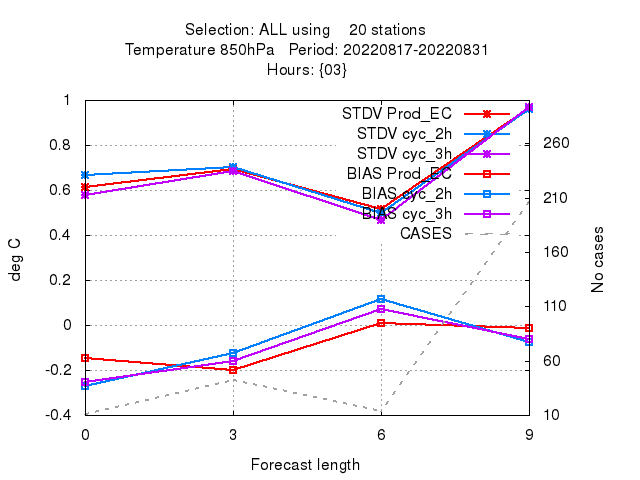 Selection: ALL using    20 stations
Temperature 850hPa   Period: 20220817-20220831
Hours: {03}
STDV Prod_EC
STDV cyc_2h
STDV cyc_3h
BIAS Prod_EC
BIAS cyc_2h
BIAS cyc_3h
CASES
deg C
1
0.8
0.6
0.4
0.2
0
-0.2
-0.4
No cases
260
210
160
110
60
10
0 3 6 9
Forecast length